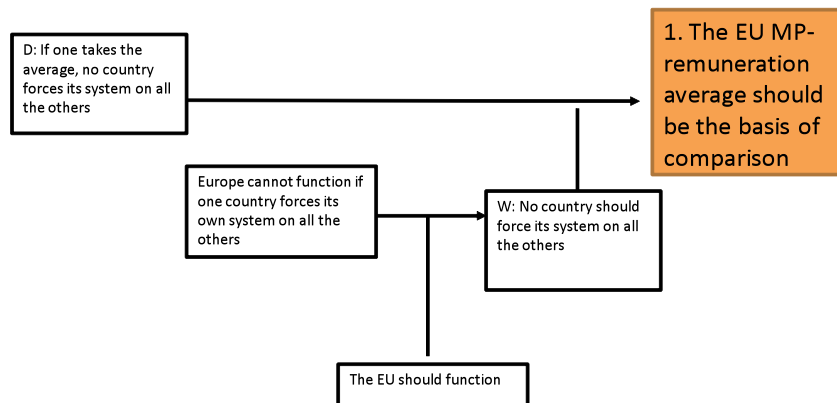 D: If one takes the
average, no country
forces its system on all
the others
1. The EU MP-
remuneration
average should
be the basis of
comparison
Europe cannot function if
one country forces its
own system on all the
others
W: No country should
force its system on all
the others
The EU should function